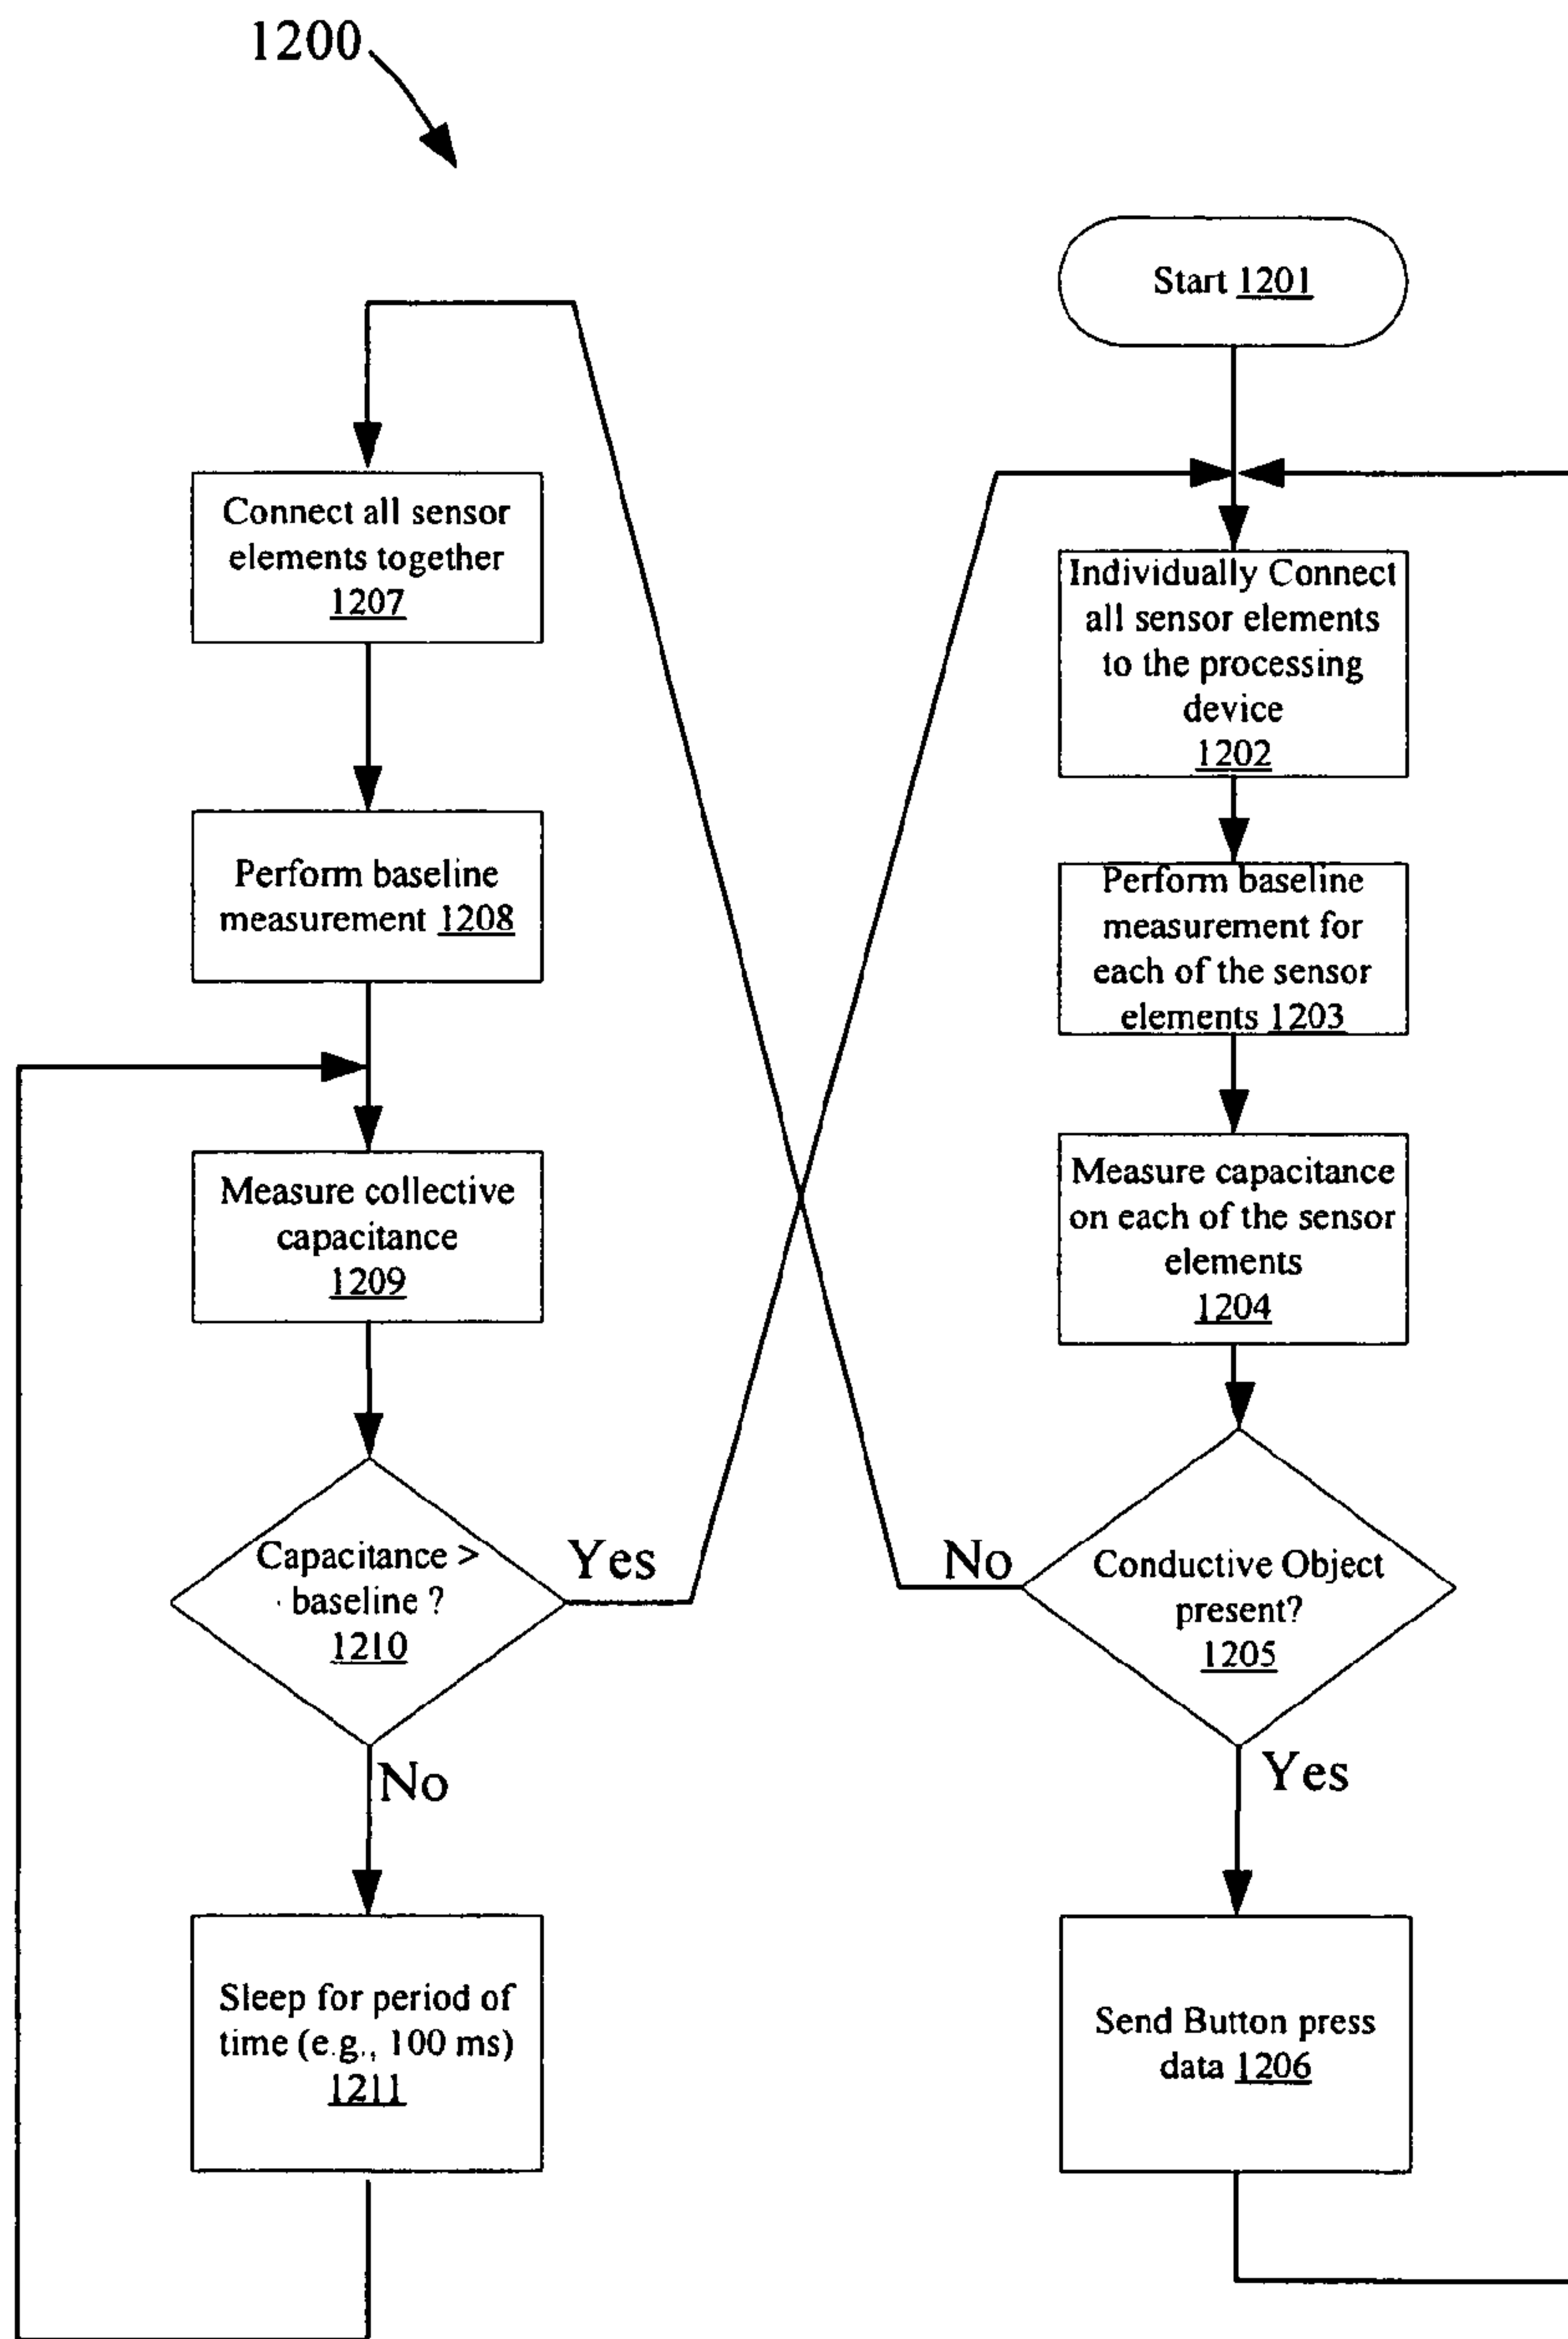 1200
Start 1201
Individually Connect
all sensor elements
to the processing
device
1202
Perform baseline
measurement for
each of the sensor
elements 1203
Measure capacitance
on each of the sensor
elements
1204
Conductive Object
present?
1205
No
Yes
Send Button press
data 1206
Connect all sensor
elements together
1207
Perform baseline
measurement 1208
Measure collective
capacitance
1209
Capacitance >
baseline ?
1210
Yes
No
Sleep for period of
time (e.g., 100 ms)
1211